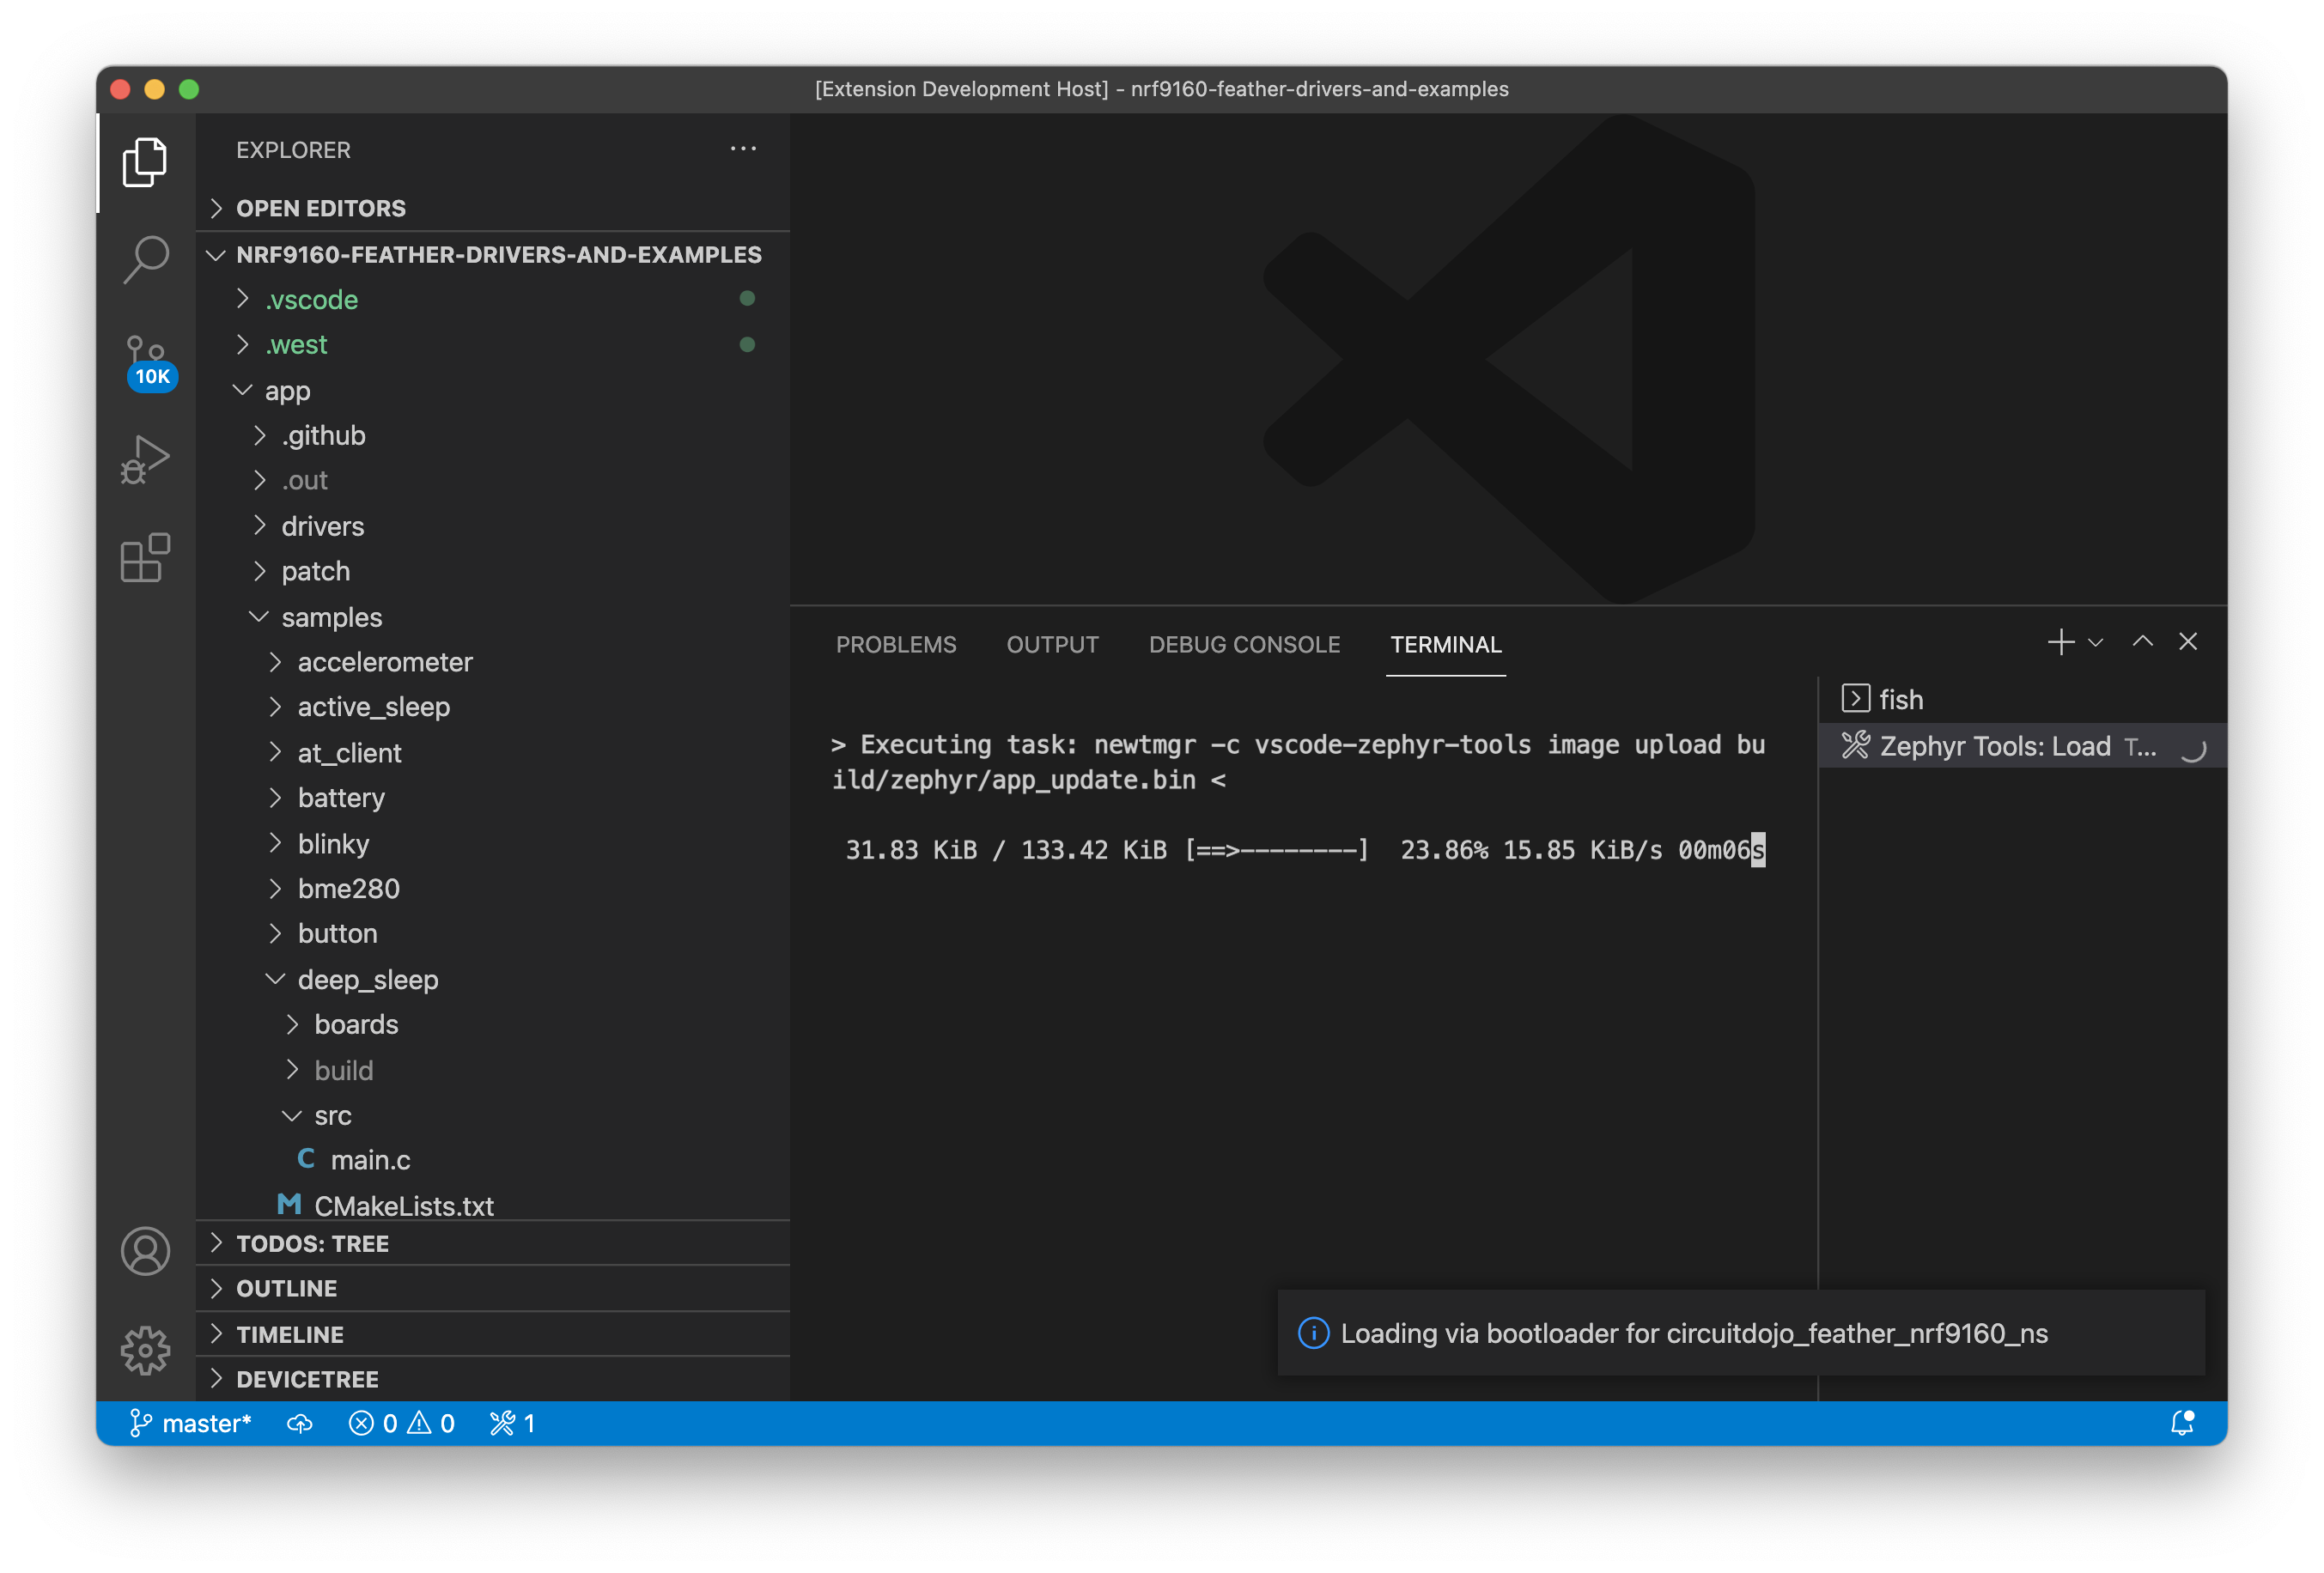 [Extension Development Host] - nrf9160-feather-drivers-and-examples
EXPLORER
OPEN EDITORS
NRF9160-FEATHER-DRIVERS-AND-EXAMPLES
.vscode
.west
10K
app
.github
.out
drivers
patch
samples
accelerometer
active_sleep
at_client
battery
blinky
bme280
button
deep_sleep
boards
build
src
C main.c
M CMakeLists.txt
TODOS: TREE
OUTLINE
TIMELINE
DEVICETREE
PROBLEMS OUTPUT DEBUG CONSOLE TERMINAL
> Executing task: newtmgr -c vscode-zephyr-tools image upload bu
ild/zephyr/app_update.bin <
31.83 KiB / 133.42 KiB [==>--------] 23.86% 15.85 KiB/s 00m06s
fish
Zephyr Tools: Load T...
Loading via bootloader for circuitdojo_feather_nrf9160_ns
master* 0 0 1